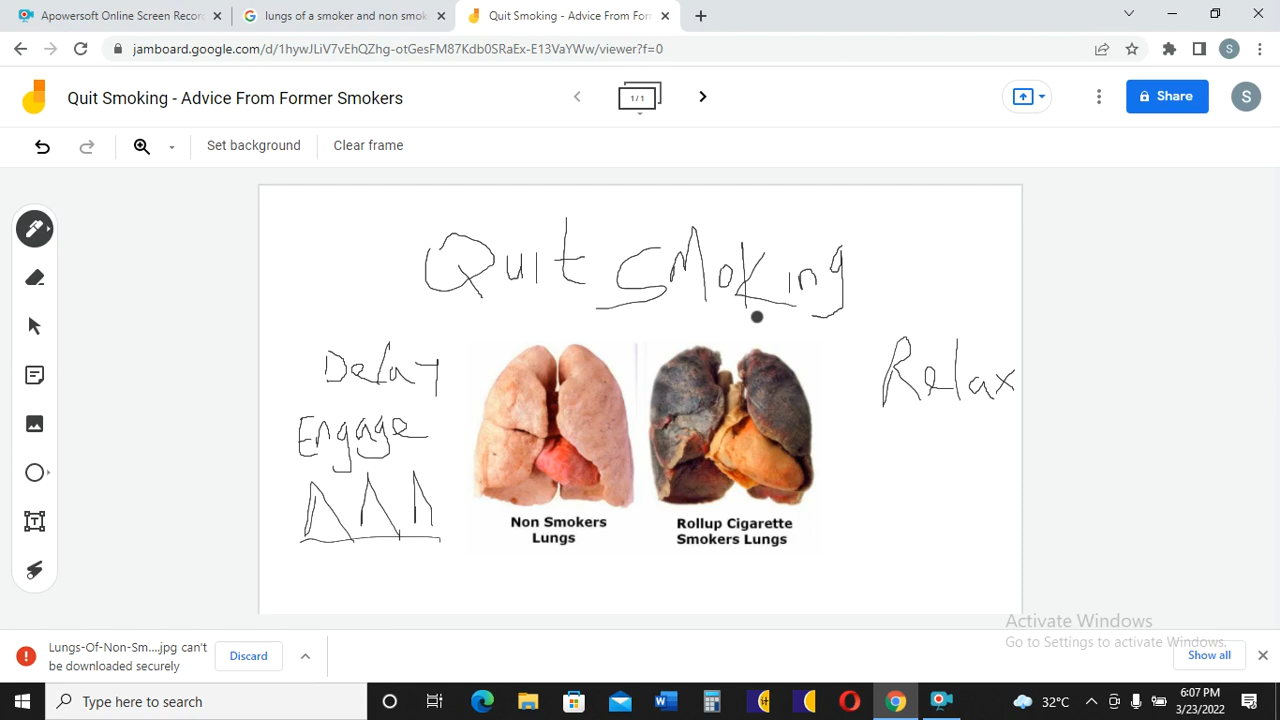 Apowersoft Online Screen Recor
lungs of a smoker and non smok
Quit Smoking - Advice From Form
jamboard.google.com/d/1hywJLiV7vEhQZhg-otGesFM87Kdb0SRaEx-E13VaYWw/viewer?f=0
S
Quit Smoking - Advice From Former Smokers
1/1
Share
S
Set background
Clear frame
Quit Smoking
Delay
Relax
Engage
Non Smokers
Lungs
Rollup Cigarette
Smokers Lungs
Activate Windows
Go to Settings to activate Windows.
Lungs-Of-Non-Sm....jpg can't
be downloaded securely
Discard
Show all
Type here to search
32°C
6:07 PM
3/23/2022